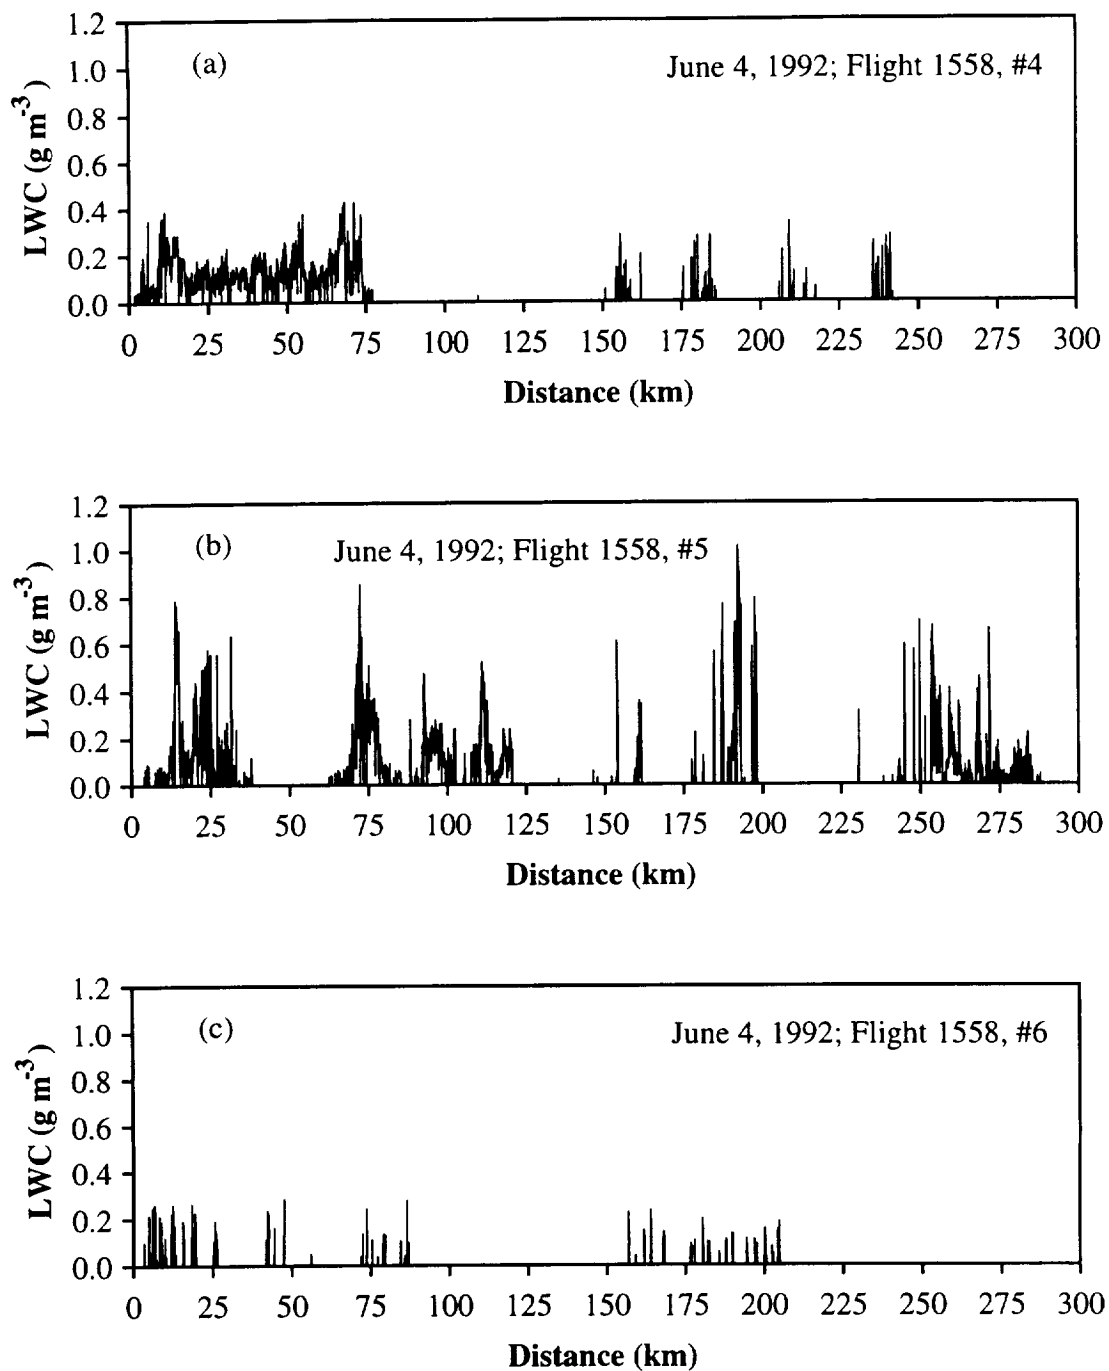 1.2
1.0
0.8
0.6
0.4
0.2
0.0
LWC (g m⁻³)
(a)
June 4, 1992; Flight 1558, #4
0 25 50 75 100 125 150 175 200 225 250 275 300
Distance (km)
1.2
1.0
0.8
0.6
0.4
0.2
0.0
LWC (g m⁻³)
(b)
June 4, 1992; Flight 1558, #5
0 25 50 75 100 125 150 175 200 225 250 275 300
Distance (km)
1.2
1.0
0.8
0.6
0.4
0.2
0.0
LWC (g m⁻³)
(c)
June 4, 1992; Flight 1558, #6
0 25 50 75 100 125 150 175 200 225 250 275 300
Distance (km)